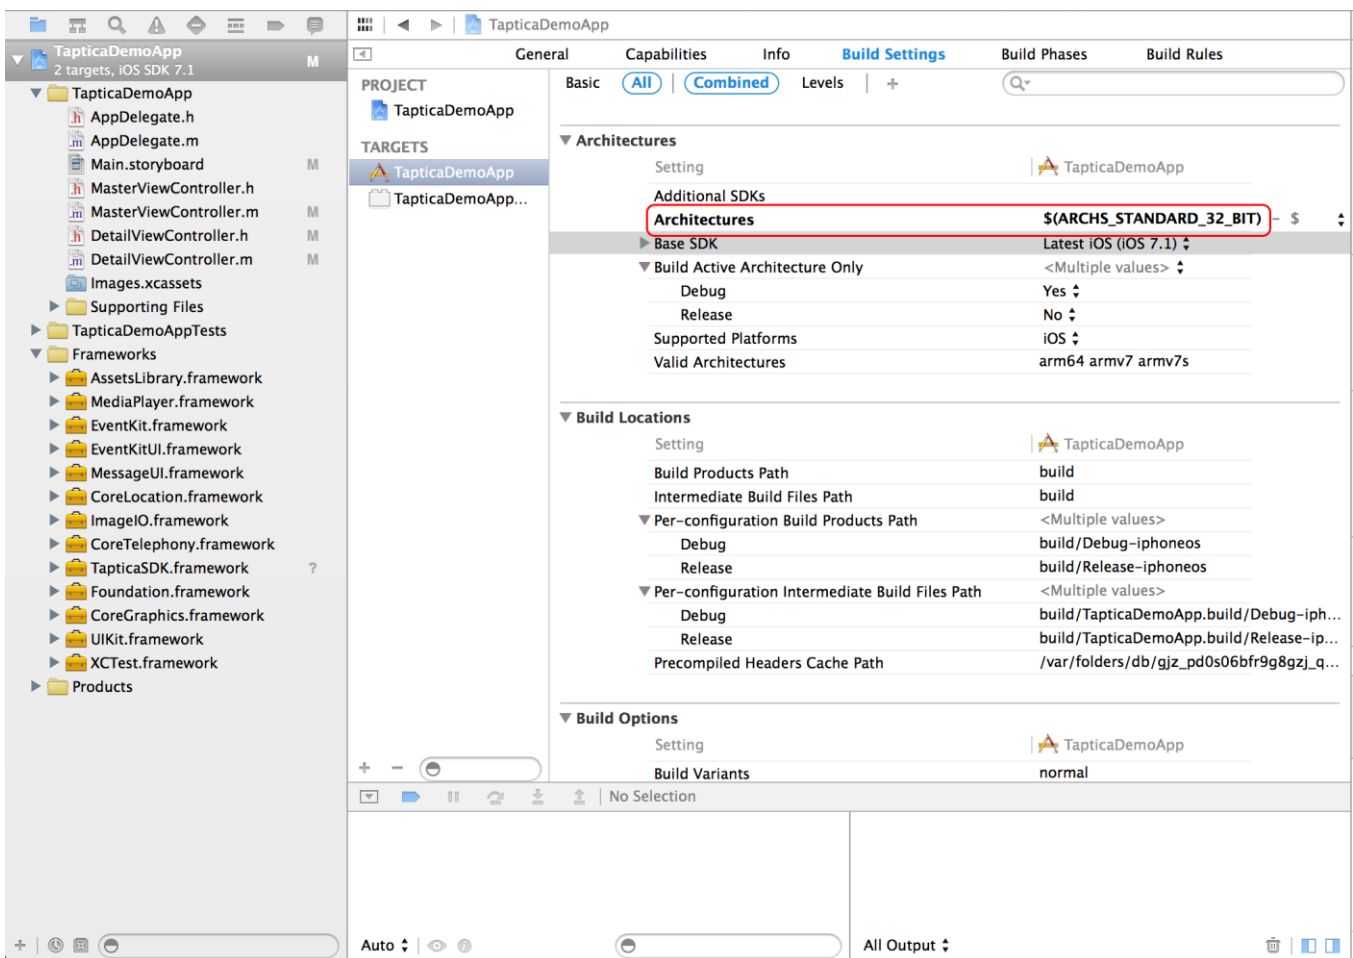 TapticaDemoApp
TapticaDemoApp
2 targets, iOS SDK 7.1
M
TapticaDemoApp
AppDelegate.h
AppDelegate.m
Main.storyboard M
MasterViewController.h
MasterViewController.m M
DetailViewController.h M
DetailViewController.m M
Images.xcassets
Supporting Files
TapticaDemoAppTests
Frameworks
AssetsLibrary.framework
MediaPlayer.framework
EventKit.framework
EventKitUI.framework
MessageUI.framework
CoreLocation.framework
ImageIO.framework
CoreTelephony.framework
TapticaSDK.framework ?
Foundation.framework
CoreGraphics.framework
UIKit.framework
XCTest.framework
Products
General Capabilities Info Build Settings Build Phases Build Rules
PROJECT
TapticaDemoApp
TARGETS
TapticaDemoApp
TapticaDemoApp...
Basic All Combined Levels +
Architectures
Setting TapticaDemoApp
Additional SDKs
Architectures $(ARCHS_STANDARD_32_BIT) - $
Base SDK Latest iOS (iOS 7.1)
Build Active Architecture Only <Multiple values>
Debug Yes
Release No
Supported Platforms iOS
Valid Architectures arm64 armv7 armv7s
Build Locations
Setting TapticaDemoApp
Build Products Path build
Intermediate Build Files Path build
Per-configuration Build Products Path <Multiple values>
Debug build/Debug-iphoneos
Release build/Release-iphoneos
Per-configuration Intermediate Build Files Path <Multiple values>
Debug build/TapticaDemoApp.build/Debug-iph...
Release build/TapticaDemoApp.build/Release-ip...
Precompiled Headers Cache Path /var/folders/db/gjz_pd0s06bfr9g8gzj_q...
Build Options
Setting TapticaDemoApp
Build Variants normal
+ −
No Selection
+
Auto
All Output